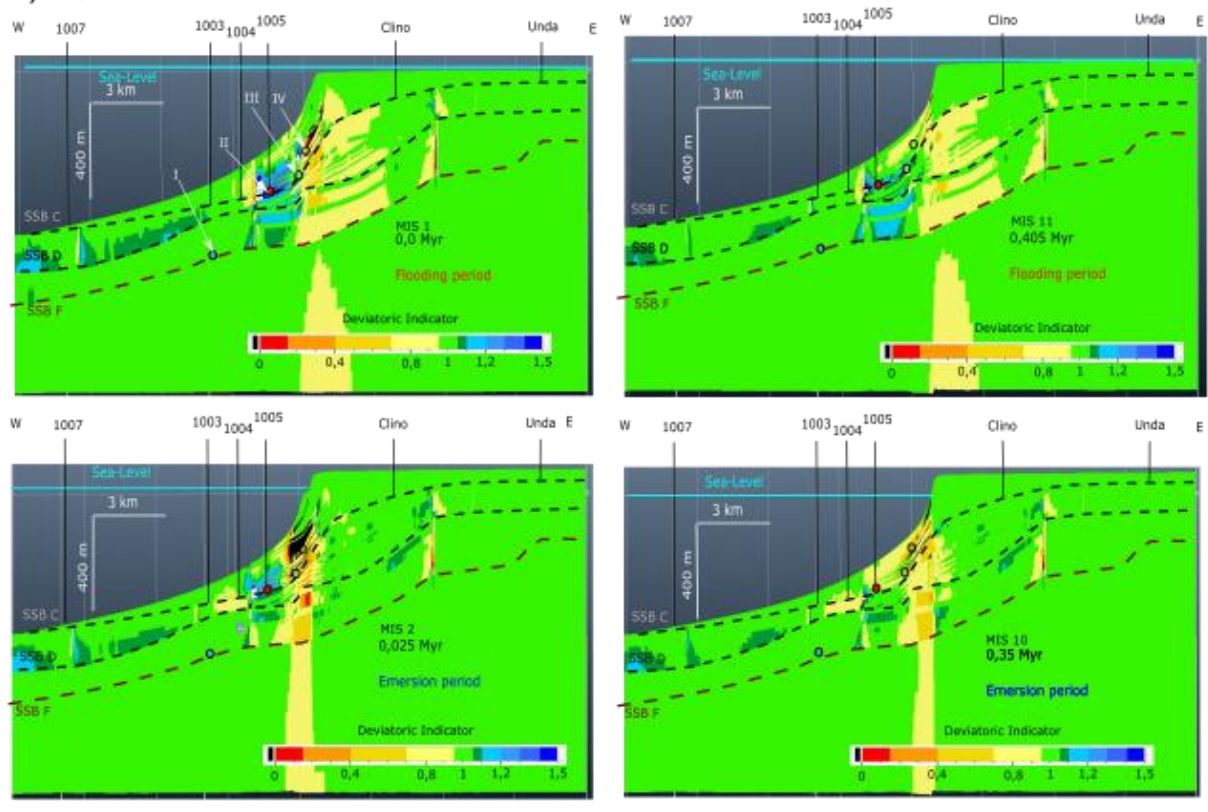 W 1007 1003 1004 1005 Clino Unda E
Sea-Level
3 km
400 m
III IV
II
I
SSB C
SSB D
SSB F
MIS 1
0,0 Myr
Flooding period
Deviatoric Indicator
0 0,4 0,8 1 1,2 1,5
W 1007 1003 1004 1005 Clino Unda E
Sea-Level
3 km
400 m
SSB C
SSB D
SSB F
MIS 11
0,405 Myr
Flooding period
Deviatoric Indicator
0 0,4 0,8 1 1,2 1,5
W 1007 1003 1004 1005 Clino Unda E
Sea-Level
3 km
400 m
SSB C
SSB D
SSB F
MIS 2
0,025 Myr
Emersion period
Deviatoric Indicator
0 0,4 0,8 1 1,2 1,5
W 1007 1003 1004 1005 Clino Unda E
Sea-Level
3 km
400 m
SSB C
SSB D
SSB F
MIS 10
0,35 Myr
Emersion period
Deviatoric Indicator
0 0,4 0,8 1 1,2 1,5